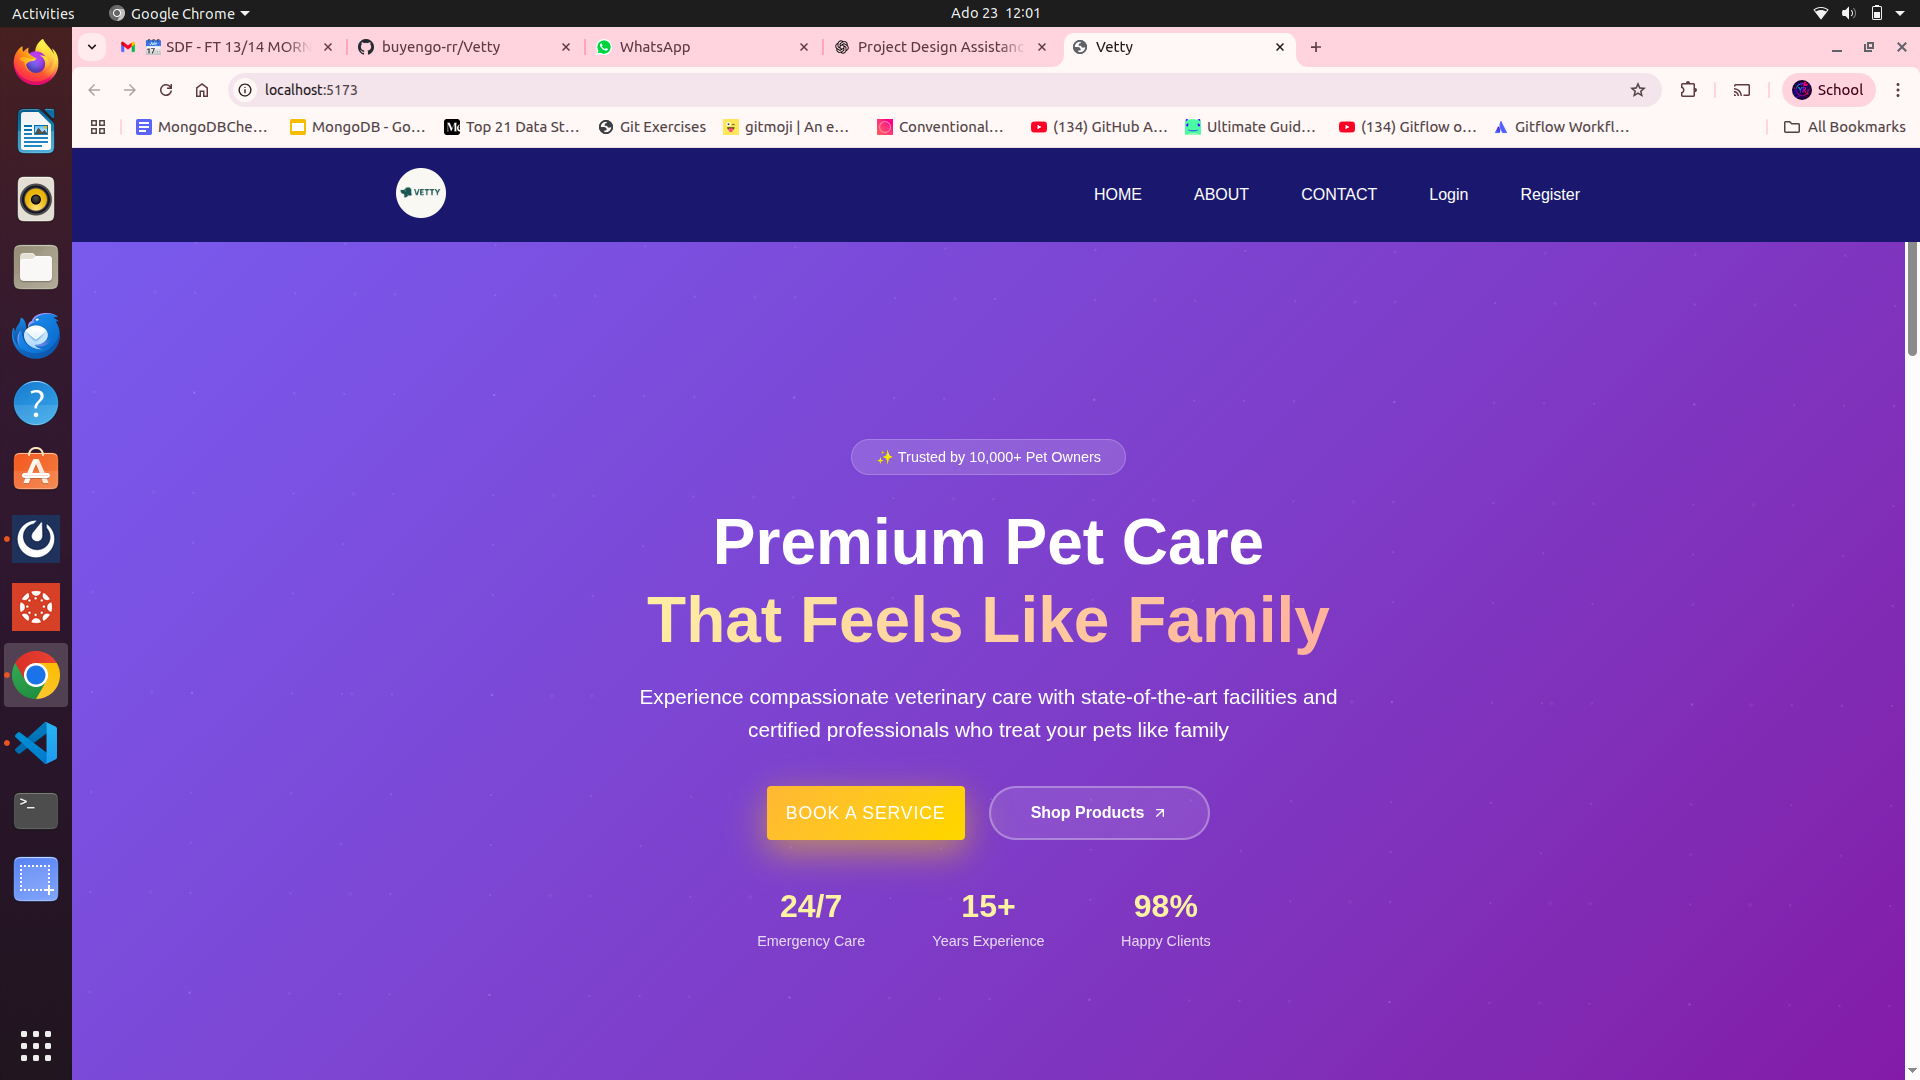 Activities
Google Chrome
Ado 23 12:01
SDF - FT 13/14 MORN
buyengo-rr/Vetty
WhatsApp
Project Design Assistanc
Vetty
localhost:5173
School
MongoDBChe...
MongoDB - Go...
Top 21 Data St...
Git Exercises
gitmoji | An e...
Conventional...
(134) GitHub A...
Ultimate Guid...
(134) Gitflow o...
Gitflow Workfl...
All Bookmarks
VETTY
HOME
ABOUT
CONTACT
Login
Register
✨ Trusted by 10,000+ Pet Owners
Premium Pet Care
That Feels Like Family
Experience compassionate veterinary care with state-of-the-art facilities and
certified professionals who treat your pets like family
BOOK A SERVICE
Shop Products
24/7
15+
98%
Emergency Care
Years Experience
Happy Clients